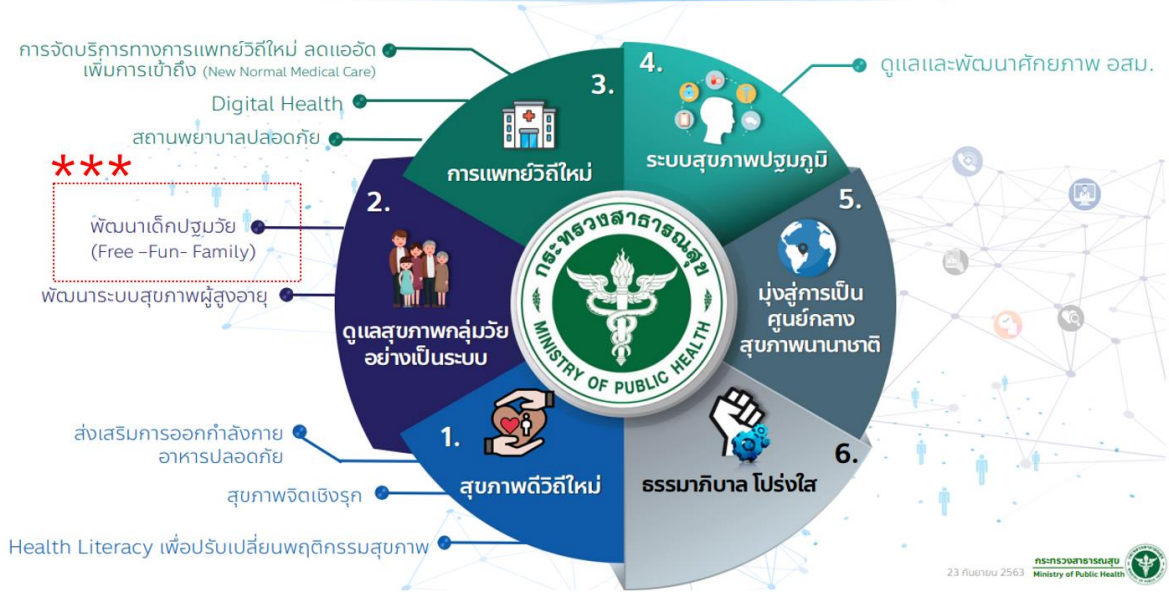 การจัดบริการทางการแพทย์วิถีใหม่ ลดแออัด
เพิ่มการเข้าถึง (New Normal Medical Care)
Digital Health
สถานพยาบาลปลอดภัย
3.
การแพทย์วิถีใหม่
4.
ระบบสุขภาพปฐมภูมิ
ดูแลและพัฒนาศักยภาพ อสม.
***
พัฒนาเด็กปฐมวัย
(Free –Fun- Family)
พัฒนาระบบสุขภาพผู้สูงอายุ
2.
ดูแลสุขภาพกลุ่มวัย
อย่างเป็นระบบ
กระทรวงสาธารณสุข
MINISTRY OF PUBLIC HEALTH
5.
มุ่งสู่การเป็น
ศูนย์กลาง
สุขภาพนานาชาติ
ส่งเสริมการออกกำลังกาย
อาหารปลอดภัย
สุขภาพจิตเชิงรุก
Health Literacy เพื่อปรับเปลี่ยนพฤติกรรมสุขภาพ
1.
สุขภาพดีวิถีใหม่
6.
ธรรมาภิบาล โปร่งใส
23 กันยายน 2563
กระทรวงสาธารณสุข
Ministry of Public Health